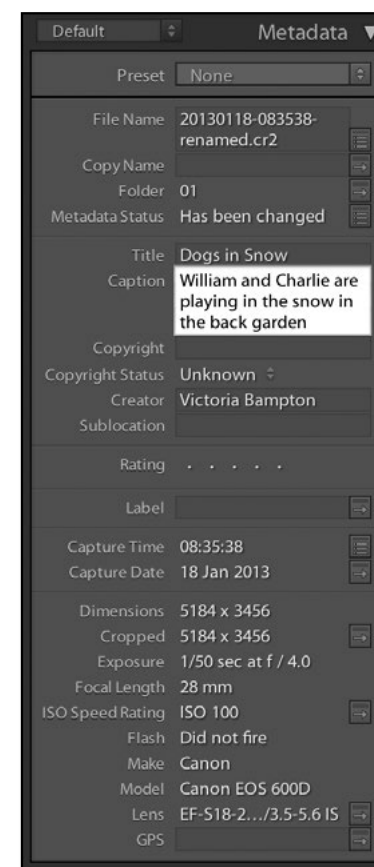 Default Metadata
Preset None
File Name 20130118-083538-
renamed.cr2
Copy Name
Folder 01
Metadata Status Has been changed
Title Dogs in Snow
Caption William and Charlie are
playing in the snow in
the back garden
Copyright
Copyright Status Unknown
Creator Victoria Bampton
Sublocation
Rating . . . . .
Label
Capture Time 08:35:38
Capture Date 18 Jan 2013
Dimensions 5184 x 3456
Cropped 5184 x 3456
Exposure 1/50 sec at f / 4.0
Focal Length 28 mm
ISO Speed Rating ISO 100
Flash Did not fire
Make Canon
Model Canon EOS 600D
Lens EF-S18-2.../3.5-5.6 IS
GPS